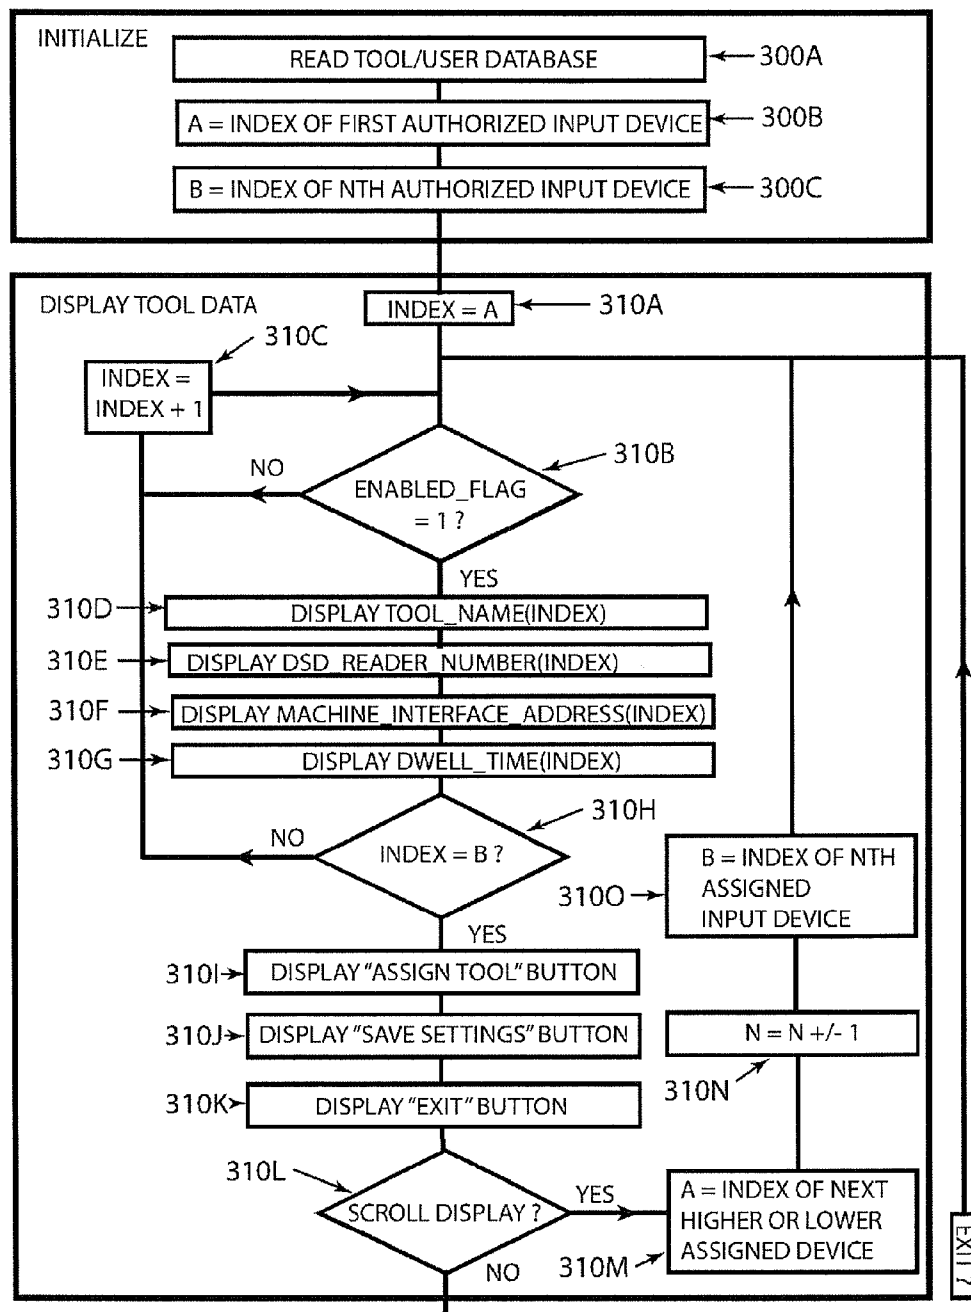 INITIALIZE
READ TOOL/USER DATABASE
300A
A = INDEX OF FIRST AUTHORIZED INPUT DEVICE
300B
B = INDEX OF NTH AUTHORIZED INPUT DEVICE
300C
DISPLAY TOOL DATA
INDEX = A
310A
310C
INDEX =
INDEX + 1
310B
NO
ENABLED_FLAG
= 1 ?
YES
310D
DISPLAY TOOL_NAME(INDEX)
310E
DISPLAY DSD_READER_NUMBER(INDEX)
310F
DISPLAY MACHINE_INTERFACE_ADDRESS(INDEX)
310G
DISPLAY DWELL_TIME(INDEX)
310H
NO
INDEX = B ?
YES
310O
B = INDEX OF NTH
ASSIGNED
INPUT DEVICE
310I
DISPLAY "ASSIGN TOOL" BUTTON
310J
DISPLAY "SAVE SETTINGS" BUTTON
N = N +/- 1
310N
310K
DISPLAY "EXIT" BUTTON
310L
SCROLL DISPLAY ?
YES
A = INDEX OF NEXT
HIGHER OR LOWER
ASSIGNED DEVICE
310M
NO
EXIT ?